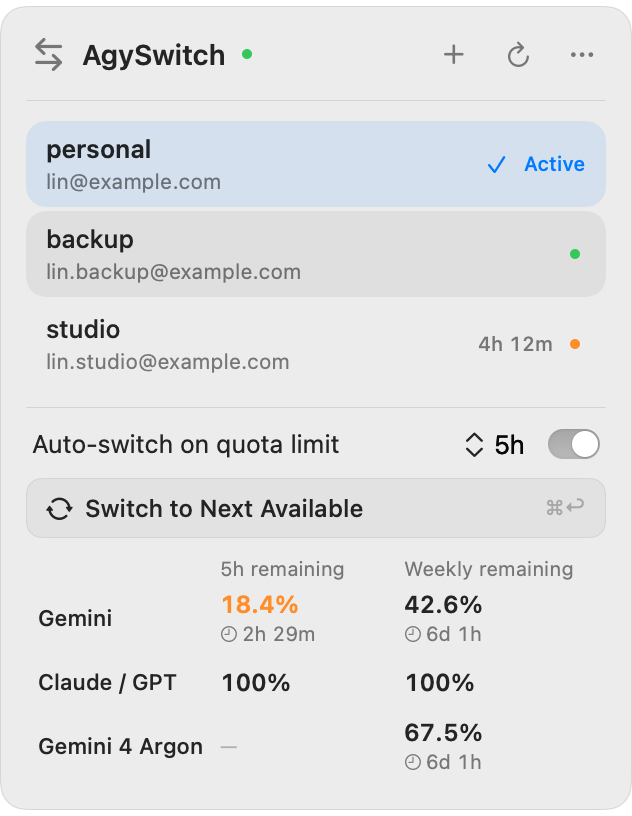 AgySwitch
personal
lin@example.com
Active
backup
lin.backup@example.com
studio
lin.studio@example.com
4h 12m
Auto-switch on quota limit
5h
Switch to Next Available
⌘↩
5h remaining
Weekly remaining
Gemini
18.4%
2h 29m
42.6%
6d 1h
Claude / GPT
100%
100%
Gemini 4 Argon
—
67.5%
6d 1h